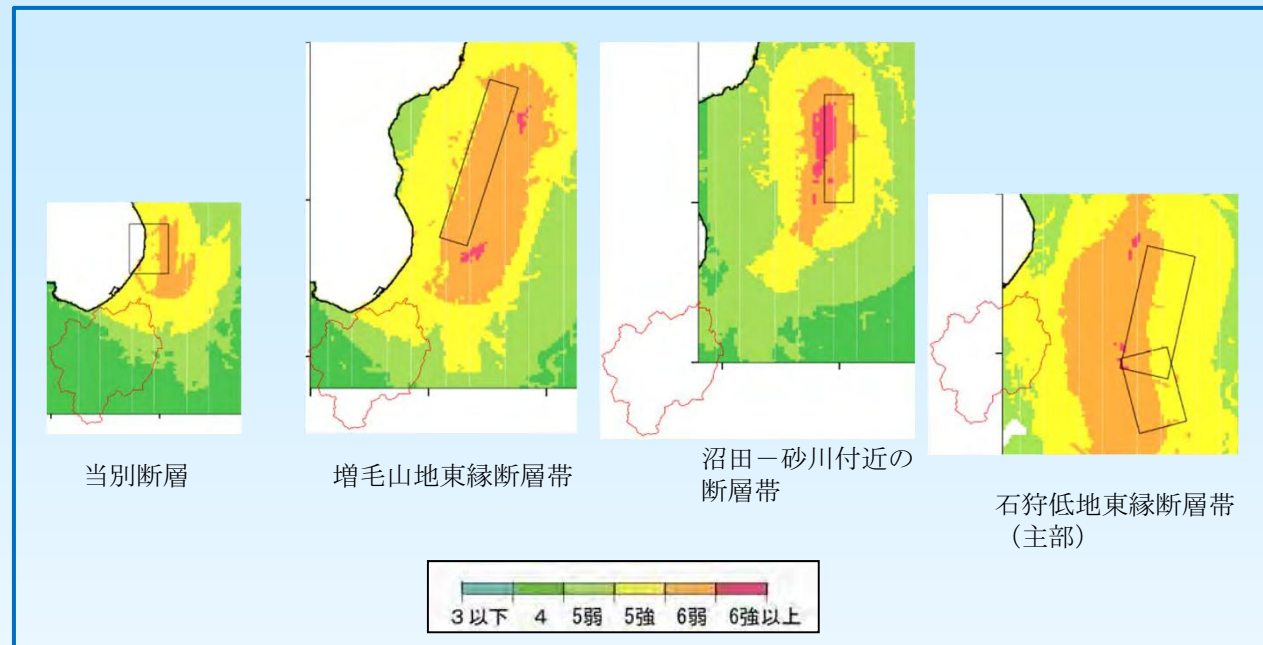 当別断層
増毛山地東縁断層帯
沼田－砂川付近の
断層帯
石狩低地東縁断層帯
（主部）
3以下 4 5弱 5強 6弱 6強以上